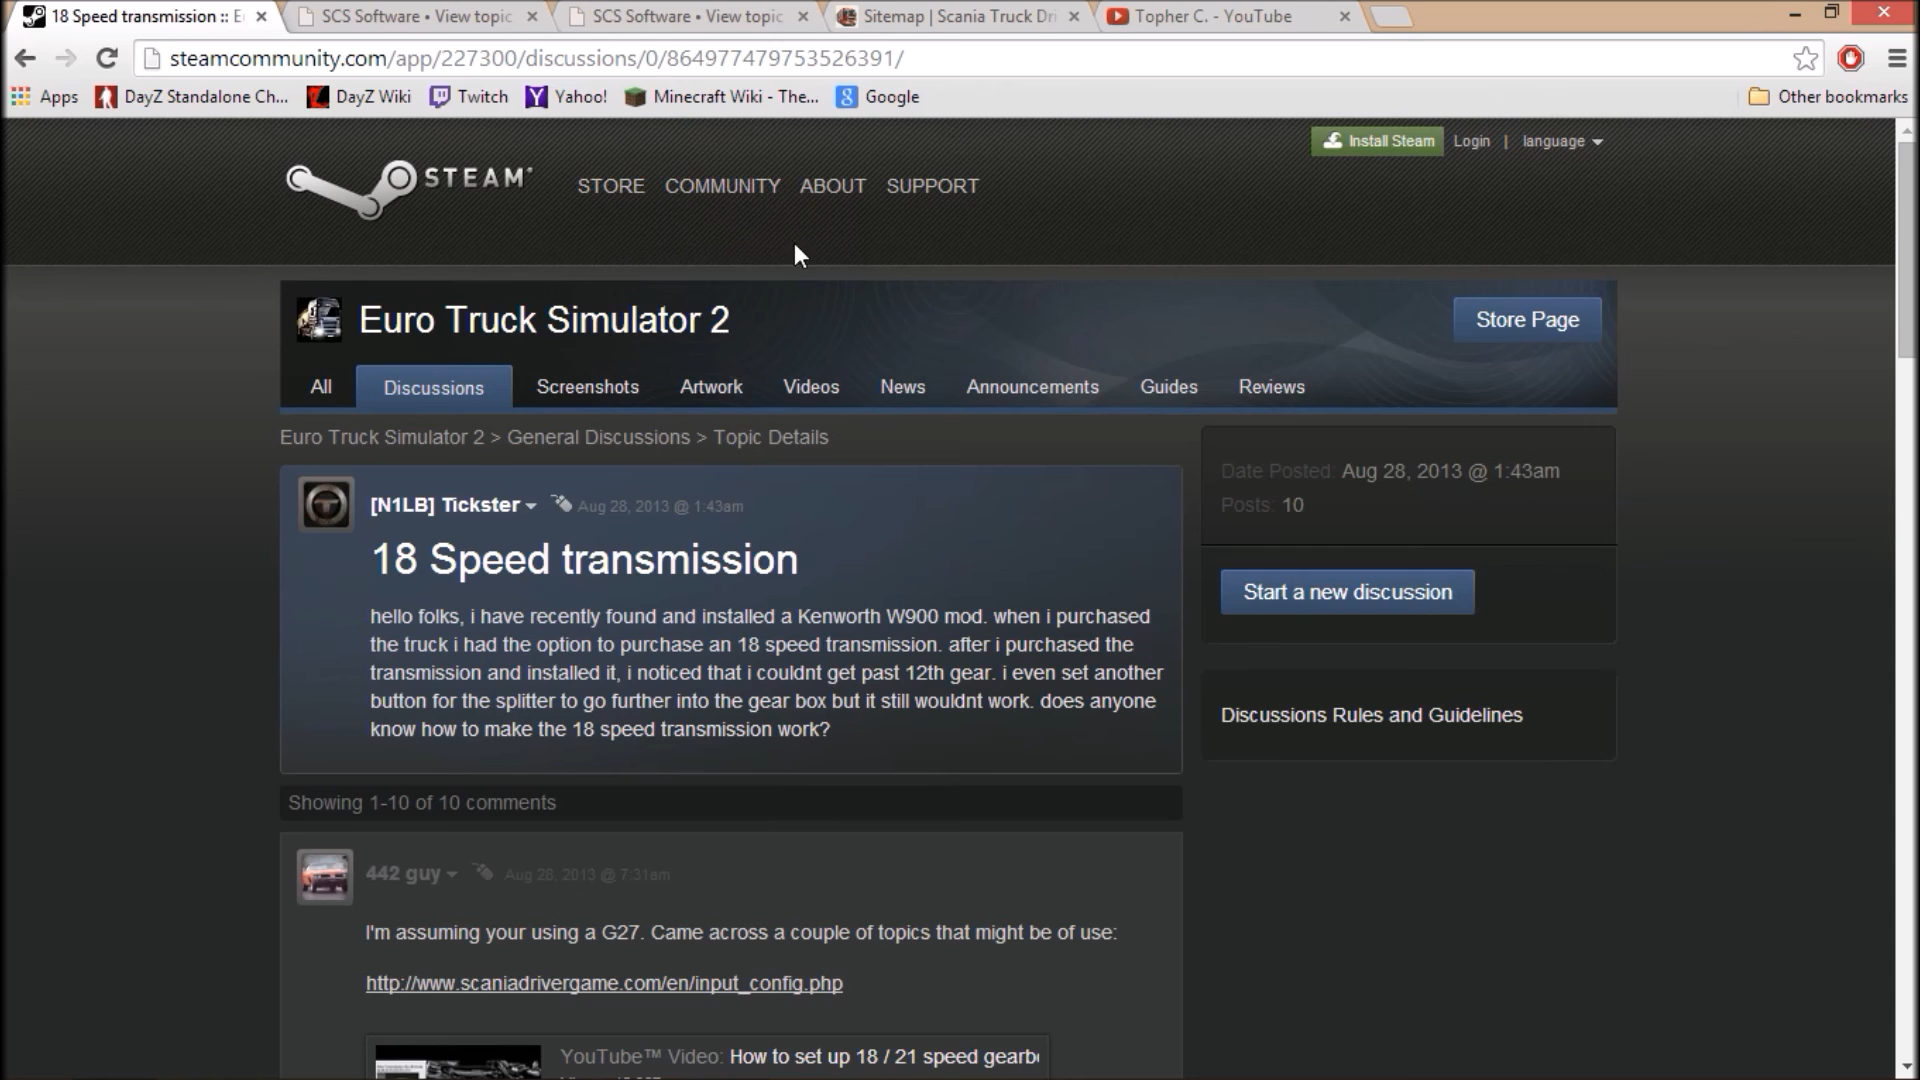 18 Speed transmission :: E
SCS Software • View topic
SCS Software • View topic
Sitemap | Scania Truck Dri
Topher C. - YouTube
steamcommunity.com/app/227300/discussions/0/864977479753526391/
Apps
DayZ Standalone Ch...
DayZ Wiki
Twitch
Yahoo!
Minecraft Wiki - The...
Google
Other bookmarks
Install Steam
Login
|
language
STEAM
STORE
COMMUNITY
ABOUT
SUPPORT
Euro Truck Simulator 2
Store Page
All
Discussions
Screenshots
Artwork
Videos
News
Announcements
Guides
Reviews
Euro Truck Simulator 2 > General Discussions > Topic Details
[N1LB] Tickster
Aug 28, 2013 @ 1:43am
18 Speed transmission
hello folks, i have recently found and installed a Kenworth W900 mod. when i purchased
the truck i had the option to purchase an 18 speed transmission. after i purchased the
transmission and installed it, i noticed that i couldnt get past 12th gear. i even set another
button for the splitter to go further into the gear box but it still wouldnt work. does anyone
know how to make the 18 speed transmission work?
Date Posted: Aug 28, 2013 @ 1:43am
Posts: 10
Start a new discussion
Discussions Rules and Guidelines
Showing 1-10 of 10 comments
442 guy
Aug 28, 2013 @ 7:31am
I'm assuming your using a G27. Came across a couple of topics that might be of use:
http://www.scaniadrivergame.com/en/input_config.php
YouTube™ Video: How to set up 18 / 21 speed gearb